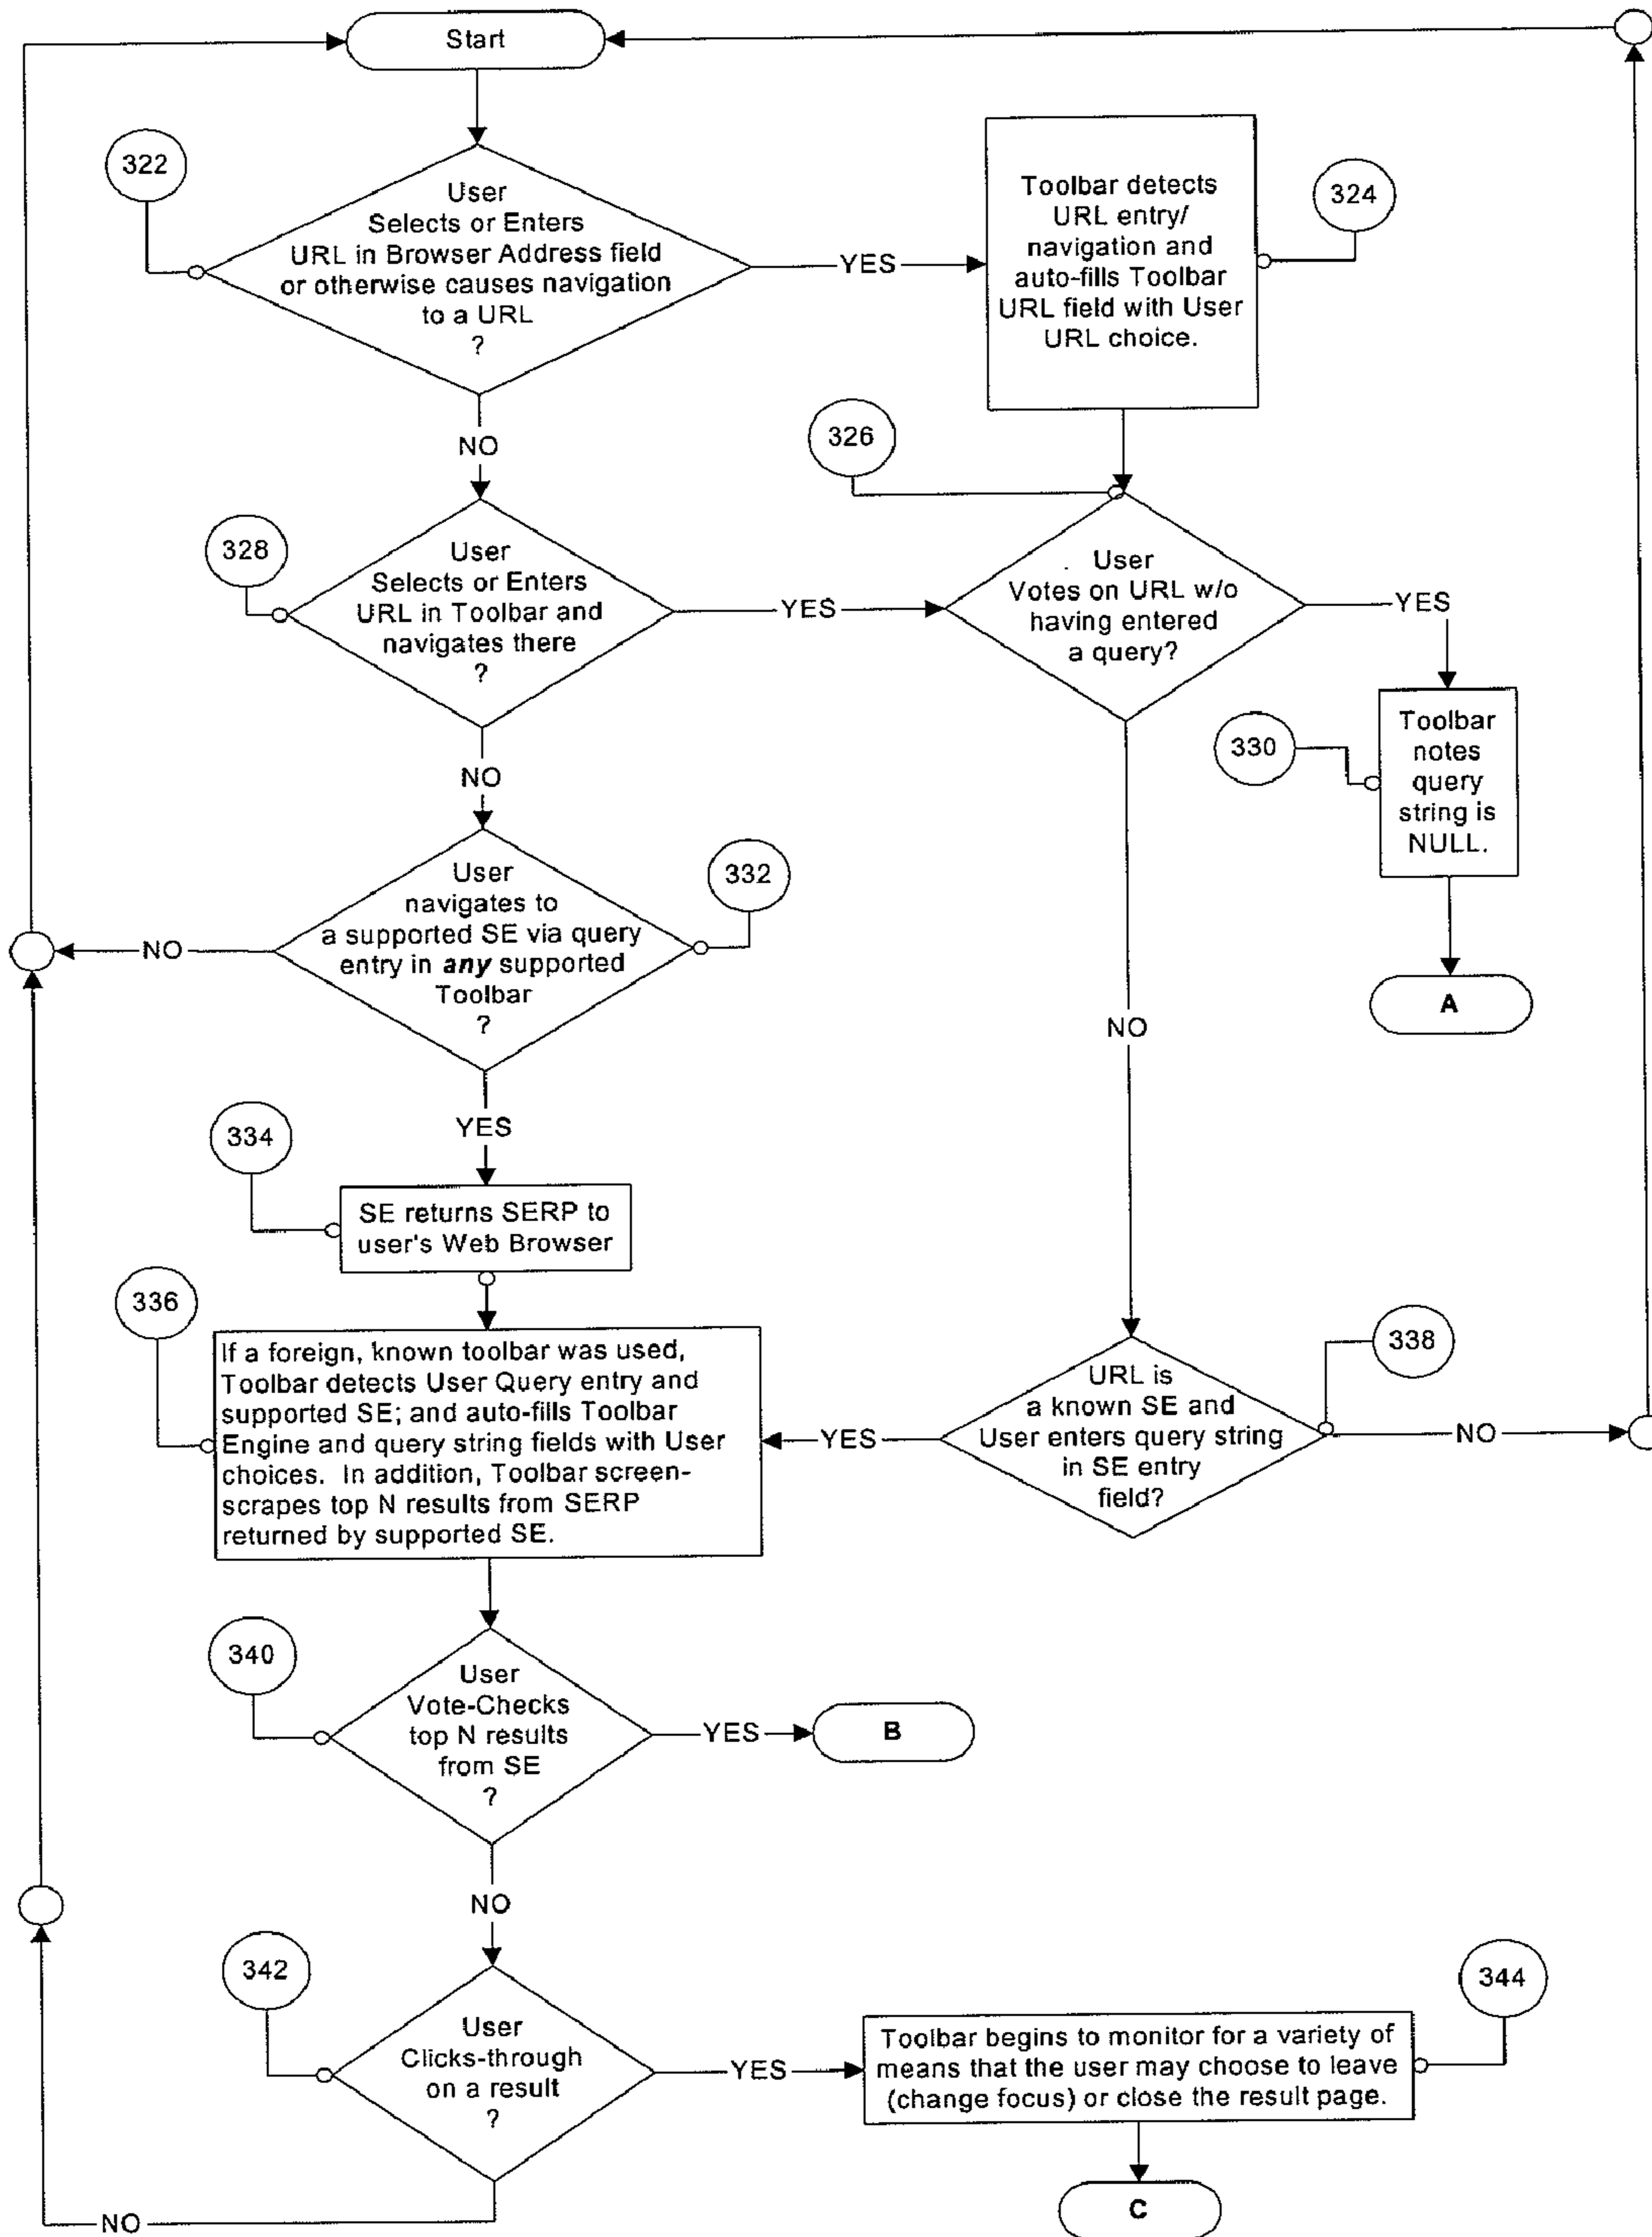 Start
322
User
Selects or Enters
URL in Browser Address field
or otherwise causes navigation
to a URL
?
YES
Toolbar detects
URL entry/
navigation and
auto-fills Toolbar
URL field with User
URL choice.
324
NO
326
328
User
Selects or Enters
URL in Toolbar and
navigates there
?
YES
User
Votes on URL w/o
having entered
a query?
YES
330
Toolbar
notes
query
string is
NULL.
A
NO
User
navigates to
a supported SE via query
entry in any supported
Toolbar
?
332
NO
NO
YES
334
SE returns SERP to
user's Web Browser
336
If a foreign, known toolbar was used,
Toolbar detects User Query entry and
supported SE; and auto-fills Toolbar
Engine and query string fields with User
choices. In addition, Toolbar screen-
scrapes top N results from SERP
returned by supported SE.
YES
URL is
a known SE and
User enters query string
in SE entry
field?
338
NO
340
User
Vote-Checks
top N results
from SE
?
YES
B
NO
342
User
Clicks-through
on a result
?
YES
Toolbar begins to monitor for a variety of
means that the user may choose to leave
(change focus) or close the result page.
344
C
NO